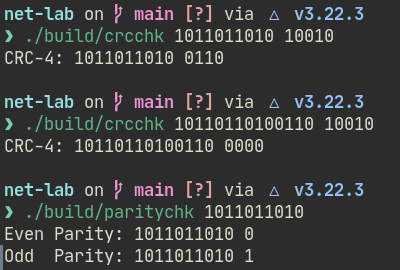 net-lab on  main [?] via △ v3.22.3
❯ ./build/crcchk 1011011010 10010
CRC-4: 1011011010 0110
net-lab on  main [?] via △ v3.22.3
❯ ./build/crcchk 10110110100110 10010
CRC-4: 10110110100110 0000
net-lab on  main [?] via △ v3.22.3
❯ ./build/paritychk 1011011010
Even Parity: 1011011010 0
Odd  Parity: 1011011010 1